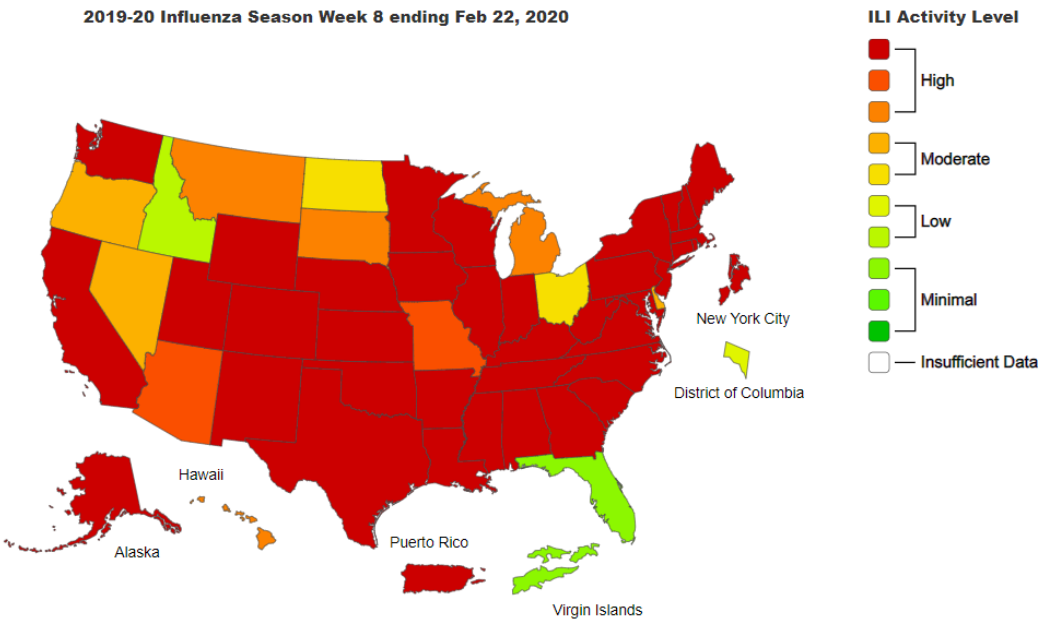 2019-20 Influenza Season Week 8 ending Feb 22, 2020
ILI Activity Level
High
Moderate
Low
Minimal
Insufficient Data
New York City
District of Columbia
Hawaii
Alaska
Puerto Rico
Virgin Islands